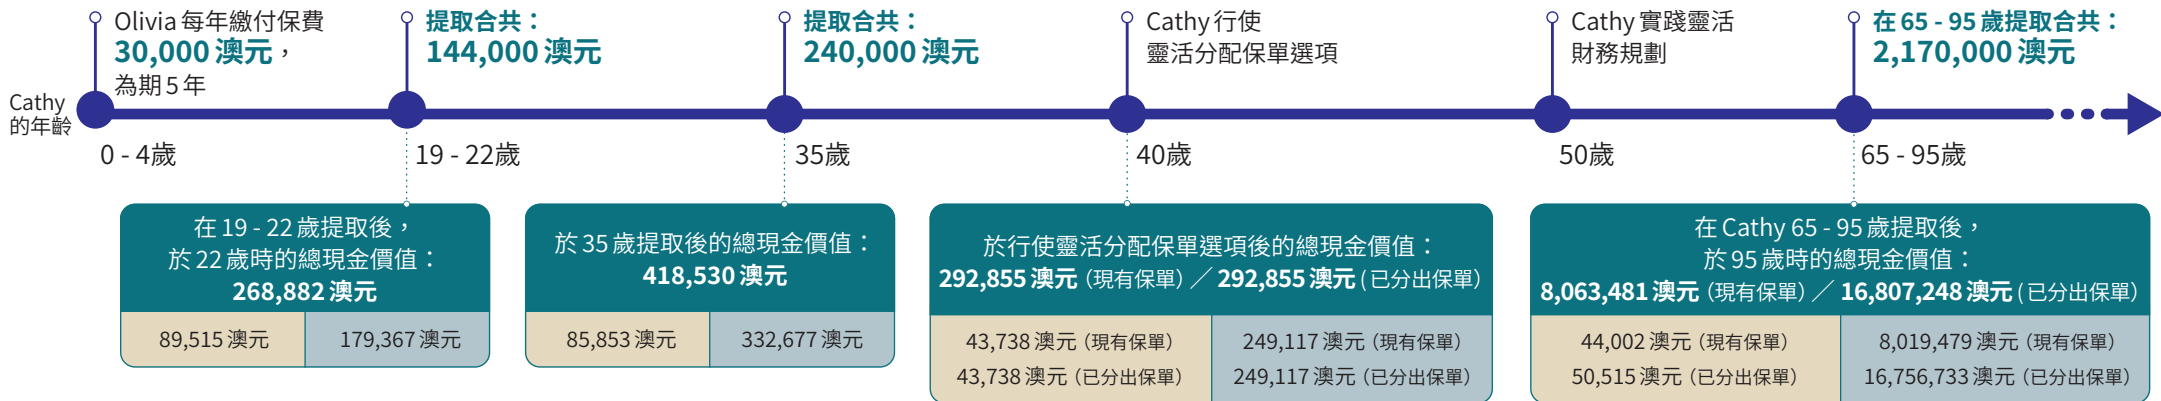 Olivia 每年繳付保費
30,000 澳元，
為期 5 年
提取合共：
144,000 澳元
提取合共：
240,000 澳元
Cathy 行使
靈活分配保單選項
Cathy 實踐靈活
財務規劃
在 65 - 95 歲提取合共：
2,170,000 澳元
Cathy
的年齡
0 - 4歲
19 - 22歲
35歲
40歲
50歲
65 - 95歲
在 19 - 22 歲提取後，
於 22 歲時的總現金價值：
268,882 澳元
89,515 澳元
179,367 澳元
於 35 歲提取後的總現金價值：
418,530 澳元
85,853 澳元
332,677 澳元
於行使靈活分配保單選項後的總現金價值：
292,855 澳元（現有保單）／ 292,855 澳元 ( 已分出保單）
43,738 澳元（現有保單）
43,738 澳元（已分出保單）
249,117 澳元（現有保單）
249,117 澳元（已分出保單）
在 Cathy 65 - 95 歲提取後，
於 95 歲時的總現金價值：
8,063,481 澳元（現有保單）／ 16,807,248 澳元 ( 已分出保單）
44,002 澳元（現有保單）
50,515 澳元（已分出保單）
8,019,479 澳元（現有保單）
16,756,733 澳元（已分出保單）